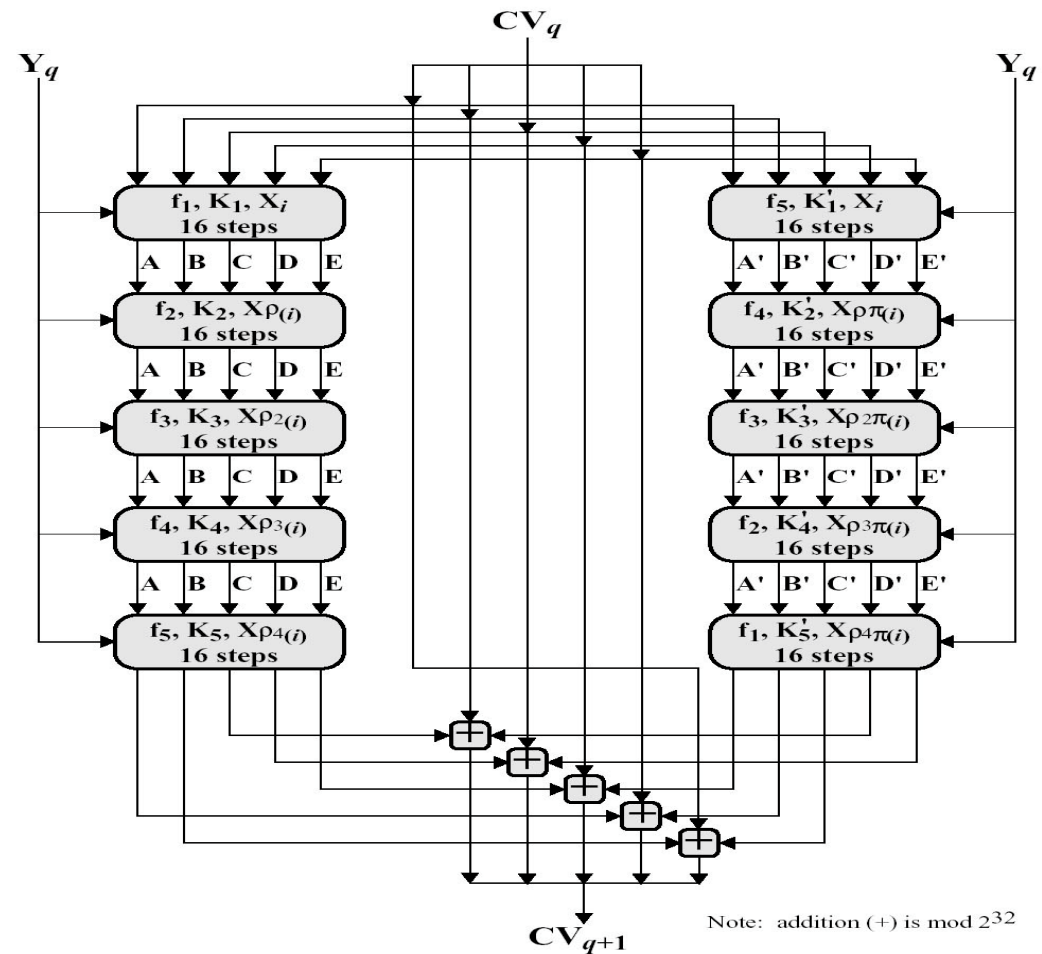 CVq
Yq Yq
f1, K1, Xi
16 steps
f5, K'1, Xi
16 steps
A B C D E
A' B' C' D' E'
f2, K2, Xρ(i)
16 steps
f4, K'2, Xρπ(i)
16 steps
A B C D E
A' B' C' D' E'
f3, K3, Xρ2(i)
16 steps
f3, K'3, Xρ2π(i)
16 steps
A B C D E
A' B' C' D' E'
f4, K4, Xρ3(i)
16 steps
f2, K'4, Xρ3π(i)
16 steps
A B C D E
A' B' C' D' E'
f5, K5, Xρ4(i)
16 steps
f1, K'5, Xρ4π(i)
16 steps
+
+
+
+
+
CVq+1
Note: addition (+) is mod 2^32